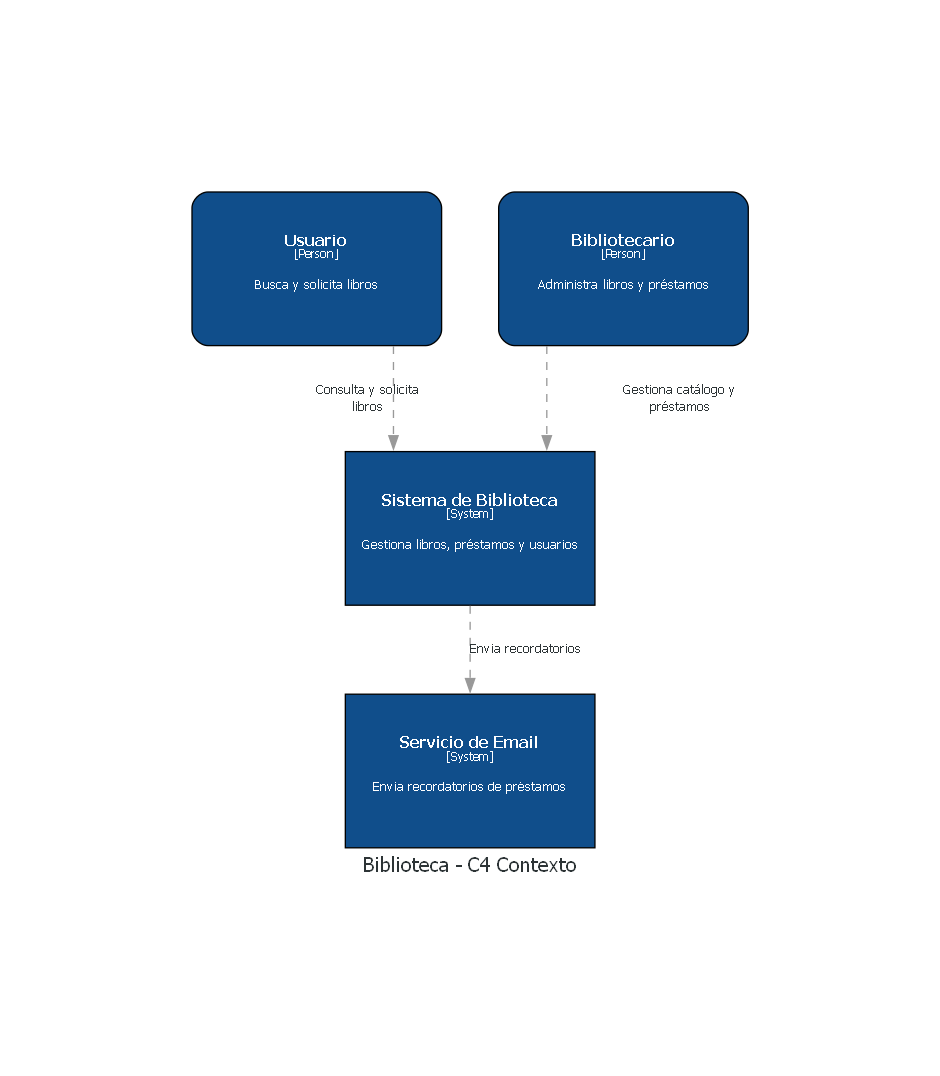 Usuario
[Person]
Busca y solicita libros
Bibliotecario
[Person]
Administra libros y préstamos
Consulta y solicita
libros
Gestiona catálogo y
préstamos
Sistema de Biblioteca
[System]
Gestiona libros, préstamos y usuarios
Envia recordatorios
Servicio de Email
[System]
Envia recordatorios de préstamos
Biblioteca - C4 Contexto